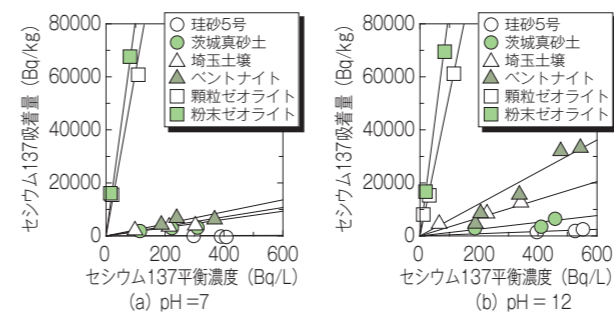 セシウム137吸着量 (Bq/kg)
80000
60000
40000
20000
0
0 200 400 600
珪砂5号
茨城真砂土
埼玉土壌
ベントナイト
顆粒ゼオライト
粉末ゼオライト
セシウム137平衡濃度 (Bq/L)
(a) pH =7
セシウム137吸着量 (Bq/kg)
80000
60000
40000
20000
0
0 200 400 600
珪砂5号
茨城真砂土
埼玉土壌
ベントナイト
顆粒ゼオライト
粉末ゼオライト
セシウム137平衡濃度 (Bq/L)
(b) pH = 12